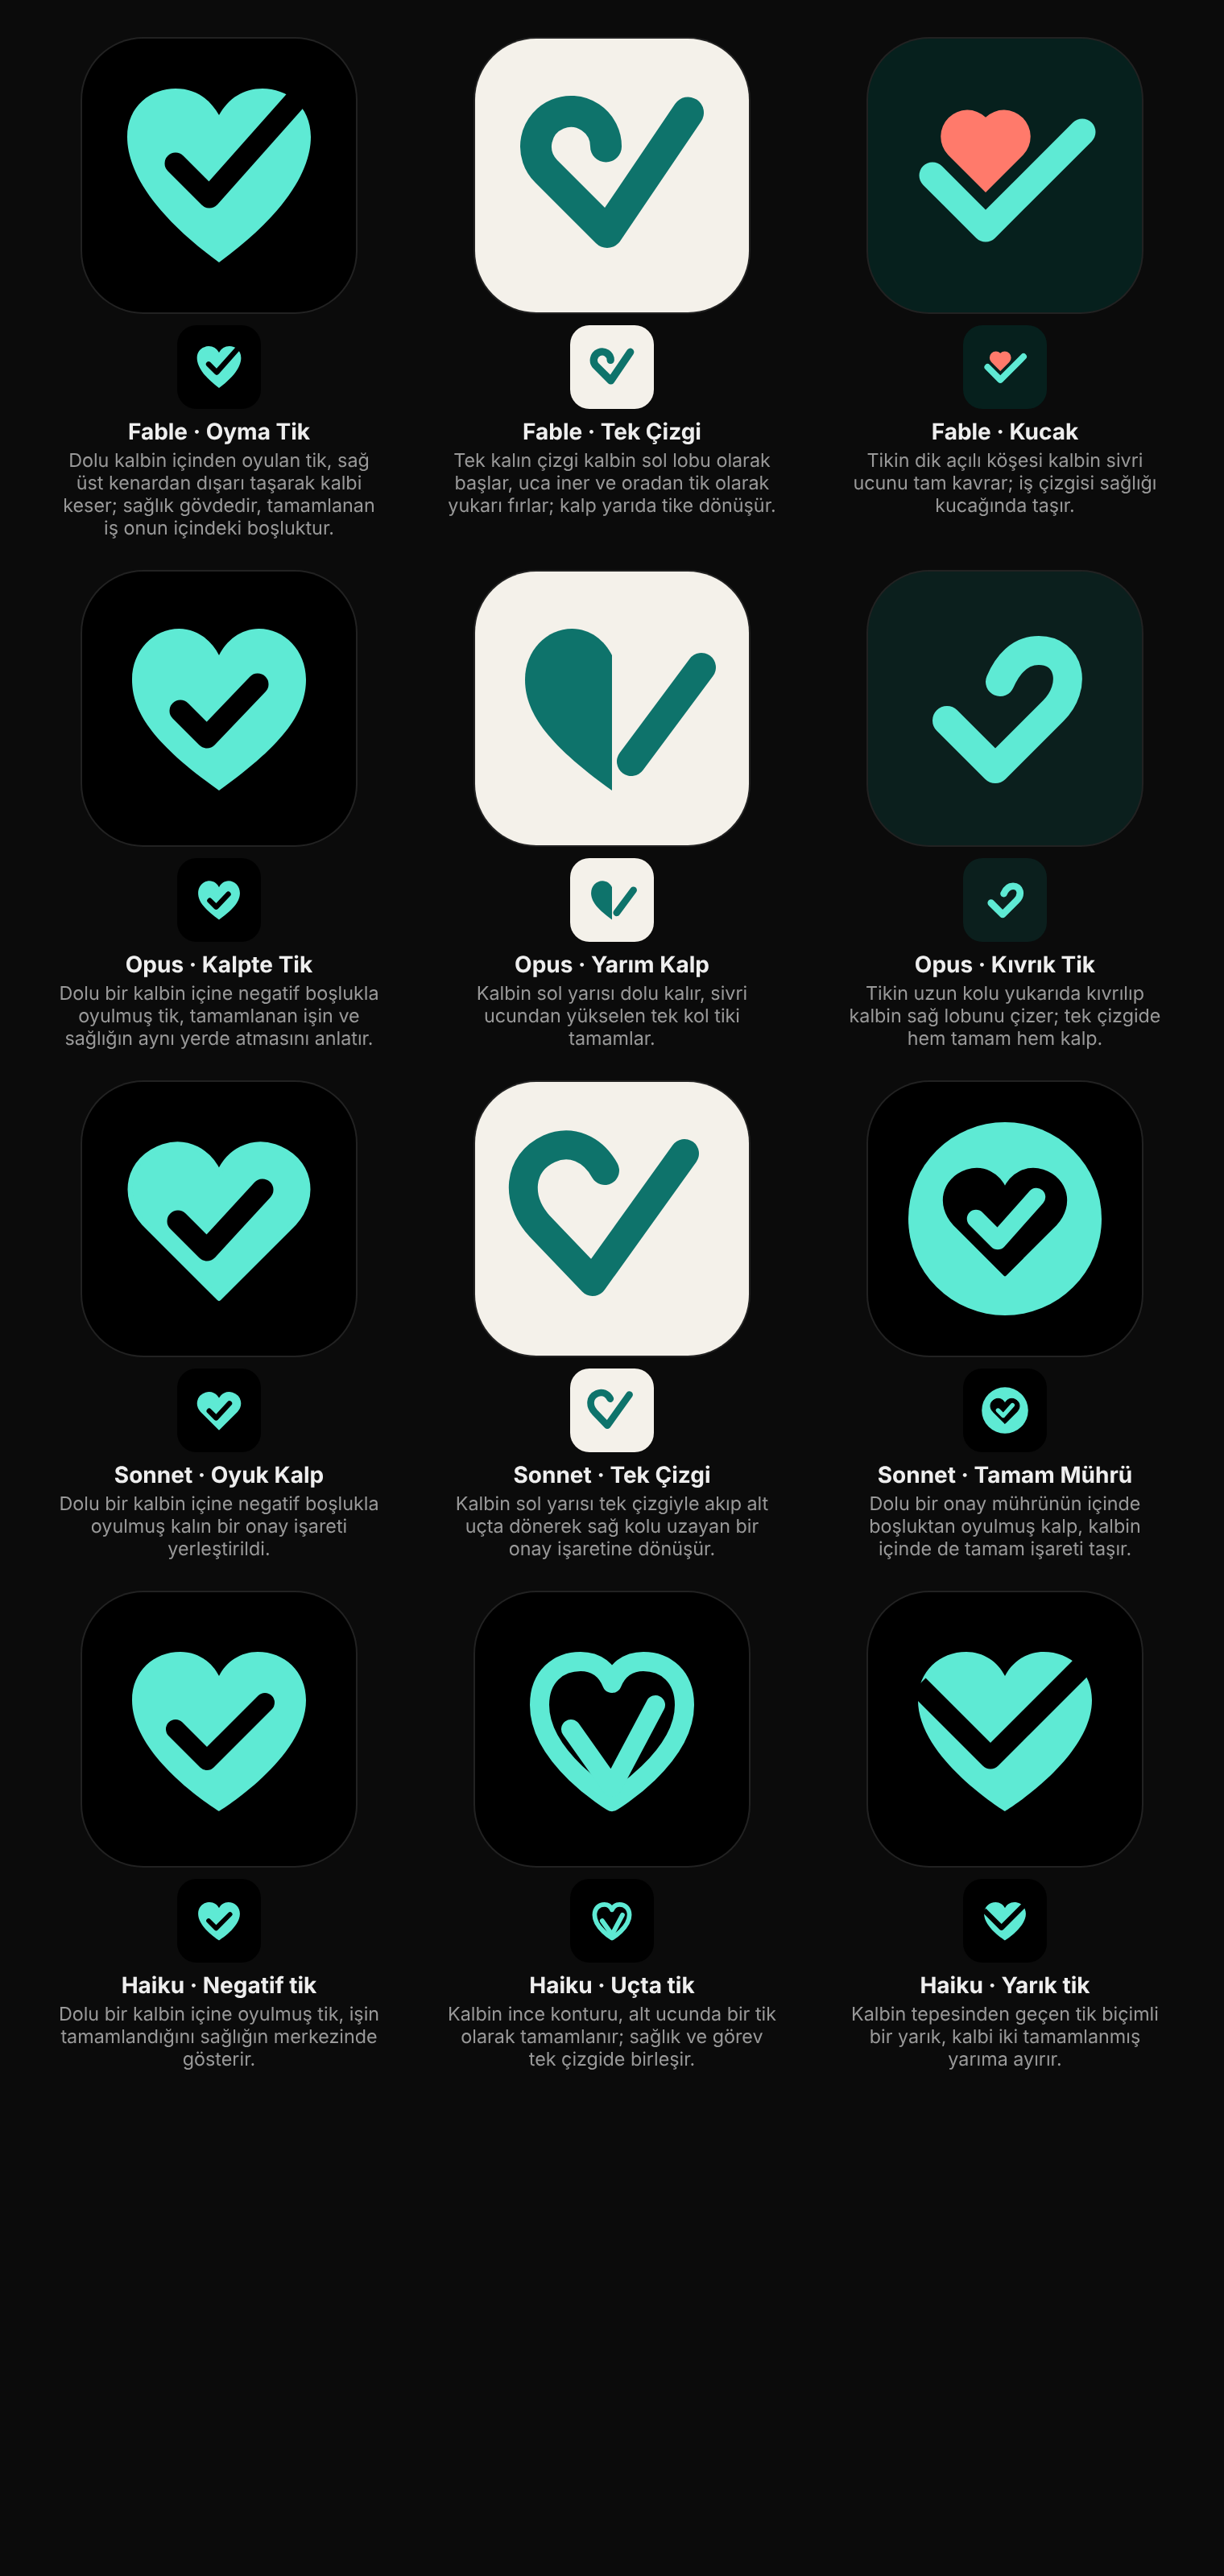 Fable · Oyma Tik
Dolu kalbin içinden oyulan tik, sağ
üst kenardan dışarı taşarak kalbi
keser; sağlık gövdedir, tamamlanan
iş onun içindeki boşluktur.
Fable · Tek Çizgi
Tek kalın çizgi kalbin sol lobu olarak
başlar, uca iner ve oradan tik olarak
yukarı fırlar; kalp yarıda tike dönüşür.
Fable · Kucak
Tikin dik açılı köşesi kalbin sivri
ucunu tam kavrar; iş çizgisi sağlığı
kucağında taşır.
Opus · Kalpte Tik
Dolu bir kalbin içine negatif boşlukla
oyulmuş tik, tamamlanan işin ve
sağlığın aynı yerde atmasını anlatır.
Opus · Yarım Kalp
Kalbin sol yarısı dolu kalır, sivri
ucundan yükselen tek kol tiki
tamamlar.
Opus · Kıvrık Tik
Tikin uzun kolu yukarıda kıvrılıp
kalbin sağ lobunu çizer; tek çizgide
hem tamam hem kalp.
Sonnet · Oyuk Kalp
Dolu bir kalbin içine negatif boşlukla
oyulmuş kalın bir onay işareti
yerleştirildi.
Sonnet · Tek Çizgi
Kalbin sol yarısı tek çizgiyle akıp alt
uçta dönerek sağ kolu uzayan bir
onay işaretine dönüşür.
Sonnet · Tamam Mührü
Dolu bir onay mührünün içinde
boşluktan oyulmuş kalp, kalbin
içinde de tamam işareti taşır.
Haiku · Negatif tik
Dolu bir kalbin içine oyulmuş tik, işin
tamamlandığını sağlığın merkezinde
gösterir.
Haiku · Uçta tik
Kalbin ince konturu, alt ucunda bir tik
olarak tamamlanır; sağlık ve görev
tek çizgide birleşir.
Haiku · Yarık tik
Kalbin tepesinden geçen tik biçimli
bir yarık, kalbi iki tamamlanmış
yarıma ayırır.